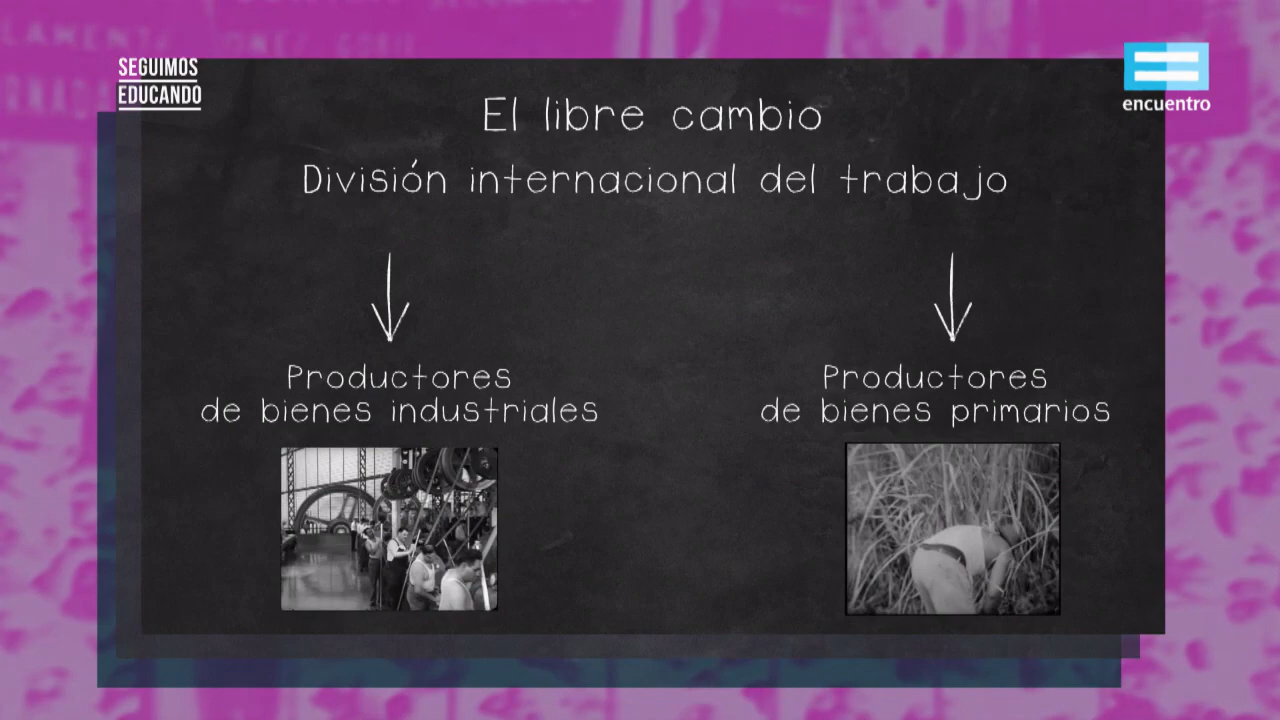 SEGUIMOS
EDUCANDO
encuentro
El libre cambio
División internacional del trabajo
Productores
de bienes industriales
Productores
de bienes primarios